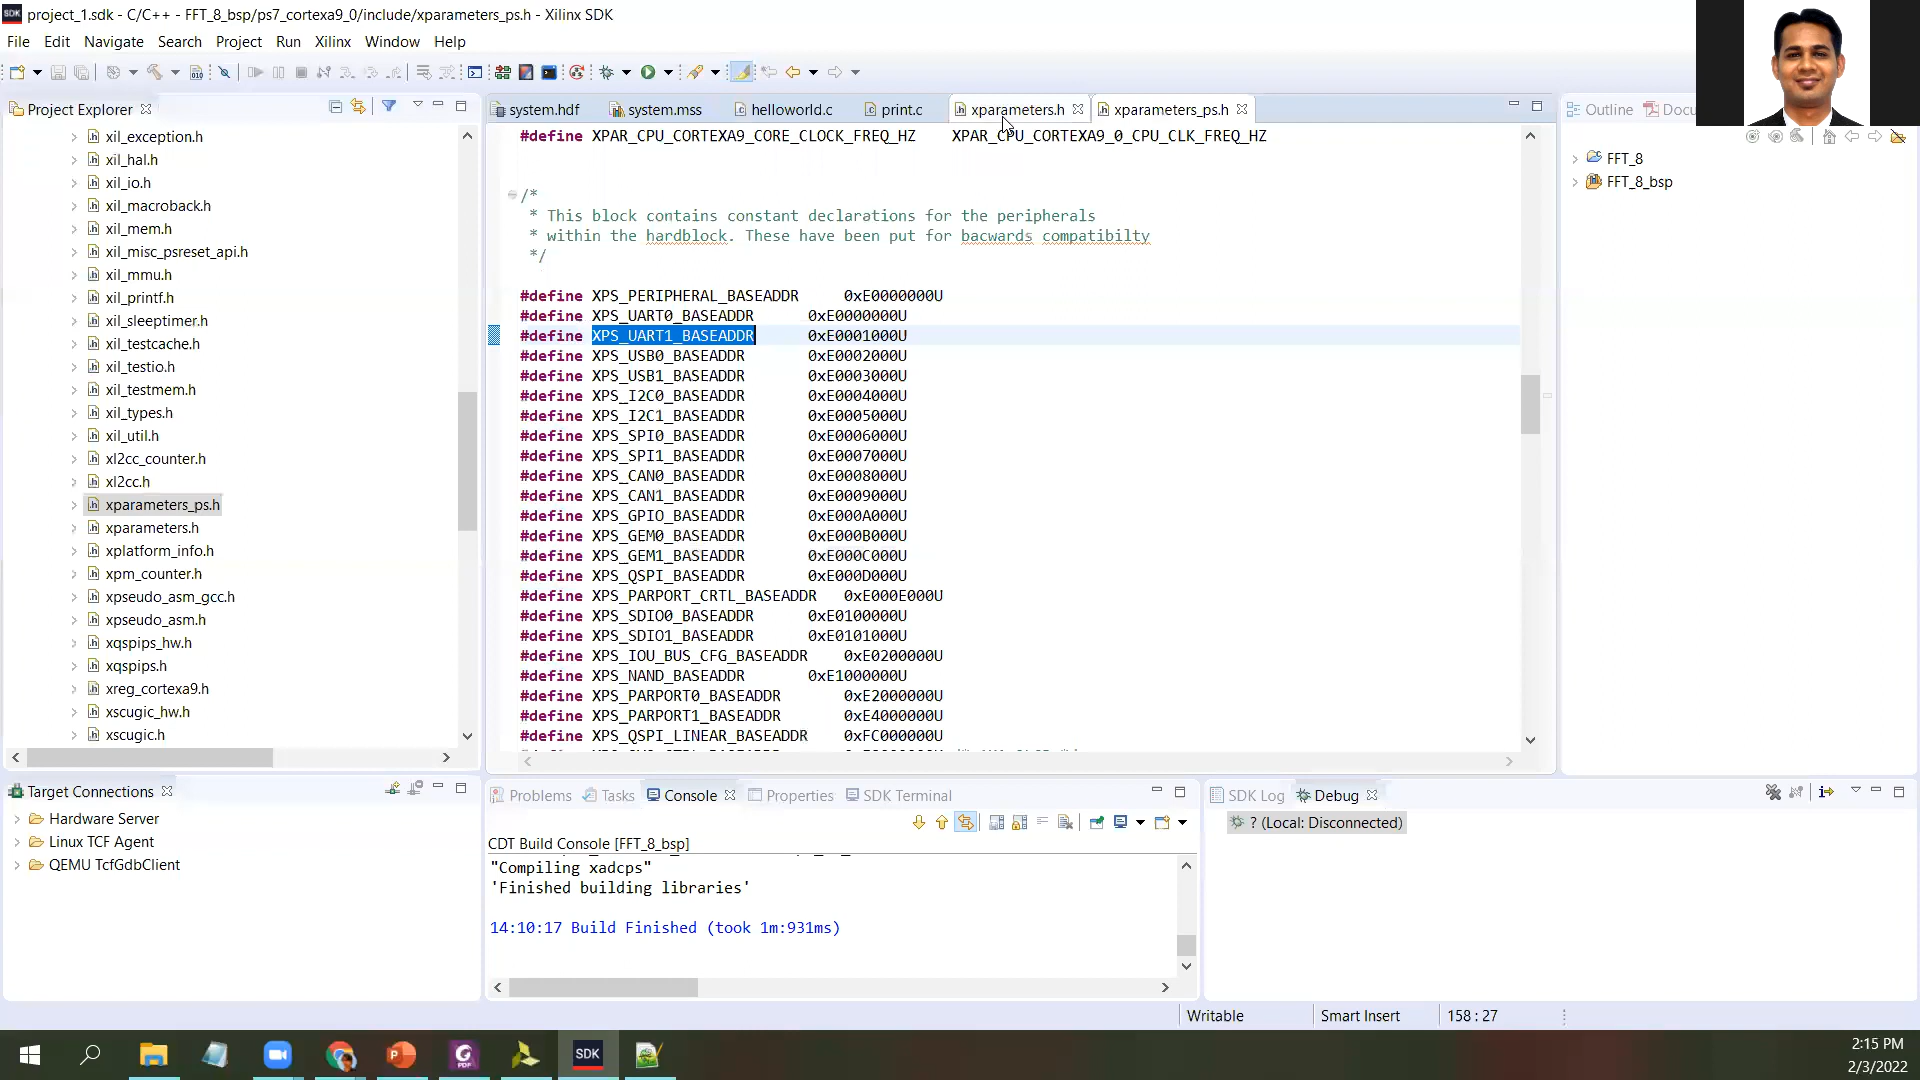 SDK project_1.sdk - C/C++ - FFT_8_bsp/ps7_cortexa9_0/include/xparameters_ps.h - Xilinx SDK
File Edit Navigate Search Project Run Xilinx Window Help
Project Explorer
system.hdf system.mss helloworld.c print.c xparameters.h xparameters_ps.h
Outline Docu
xil_exception.h
xil_hal.h
xil_io.h
xil_macroback.h
xil_mem.h
xil_misc_psreset_api.h
xil_mmu.h
xil_printf.h
xil_sleeptimer.h
xil_testcache.h
xil_testio.h
xil_testmem.h
xil_types.h
xil_util.h
xl2cc_counter.h
xl2cc.h
xparameters_ps.h
xparameters.h
xplatform_info.h
xpm_counter.h
xpseudo_asm_gcc.h
xpseudo_asm.h
xqspips_hw.h
xqspips.h
xreg_cortexa9.h
xscugic_hw.h
xscugic.h
#define XPAR_CPU_CORTEXA9_CORE_CLOCK_FREQ_HZ XPAR_CPU_CORTEXA9_0_CPU_CLK_FREQ_HZ
/*
* This block contains constant declarations for the peripherals
* within the hardblock. These have been put for bacwards compatibilty
*/
#define XPS_PERIPHERAL_BASEADDR 0xE0000000U
#define XPS_UART0_BASEADDR 0xE0000000U
#define XPS_UART1_BASEADDR 0xE0001000U
#define XPS_USB0_BASEADDR 0xE0002000U
#define XPS_USB1_BASEADDR 0xE0003000U
#define XPS_I2C0_BASEADDR 0xE0004000U
#define XPS_I2C1_BASEADDR 0xE0005000U
#define XPS_SPI0_BASEADDR 0xE0006000U
#define XPS_SPI1_BASEADDR 0xE0007000U
#define XPS_CAN0_BASEADDR 0xE0008000U
#define XPS_CAN1_BASEADDR 0xE0009000U
#define XPS_GPIO_BASEADDR 0xE000A000U
#define XPS_GEM0_BASEADDR 0xE000B000U
#define XPS_GEM1_BASEADDR 0xE000C000U
#define XPS_QSPI_BASEADDR 0xE000D000U
#define XPS_PARPORT_CRTL_BASEADDR 0xE000E000U
#define XPS_SDIO0_BASEADDR 0xE0100000U
#define XPS_SDIO1_BASEADDR 0xE0101000U
#define XPS_IOU_BUS_CFG_BASEADDR 0xE0200000U
#define XPS_NAND_BASEADDR 0xE1000000U
#define XPS_PARPORT0_BASEADDR 0xE2000000U
#define XPS_PARPORT1_BASEADDR 0xE4000000U
#define XPS_QSPI_LINEAR_BASEADDR 0xFC000000U
FFT_8
FFT_8_bsp
Target Connections
Hardware Server
Linux TCF Agent
QEMU TcfGdbClient
Problems Tasks Console Properties SDK Terminal
CDT Build Console [FFT_8_bsp]
"Compiling xadcps"
'Finished building libraries'
14:10:17 Build Finished (took 1m:931ms)
SDK Log Debug
? (Local: Disconnected)
Writable Smart Insert 158 : 27
SDK
2:15 PM
2/3/2022